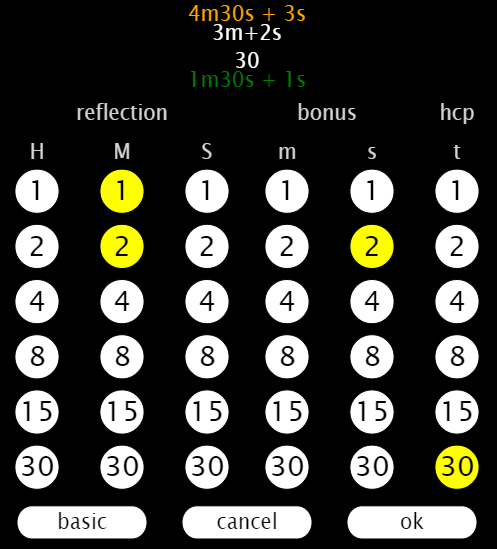 4m30s + 3s
3m+2s
30
1m30s + 1s
reflection bonus hcp
H M S m s t
1 1 1 1 1 1
2 2 2 2 2 2
4 4 4 4 4 4
8 8 8 8 8 8
15 15 15 15 15 15
30 30 30 30 30 30
basic cancel ok